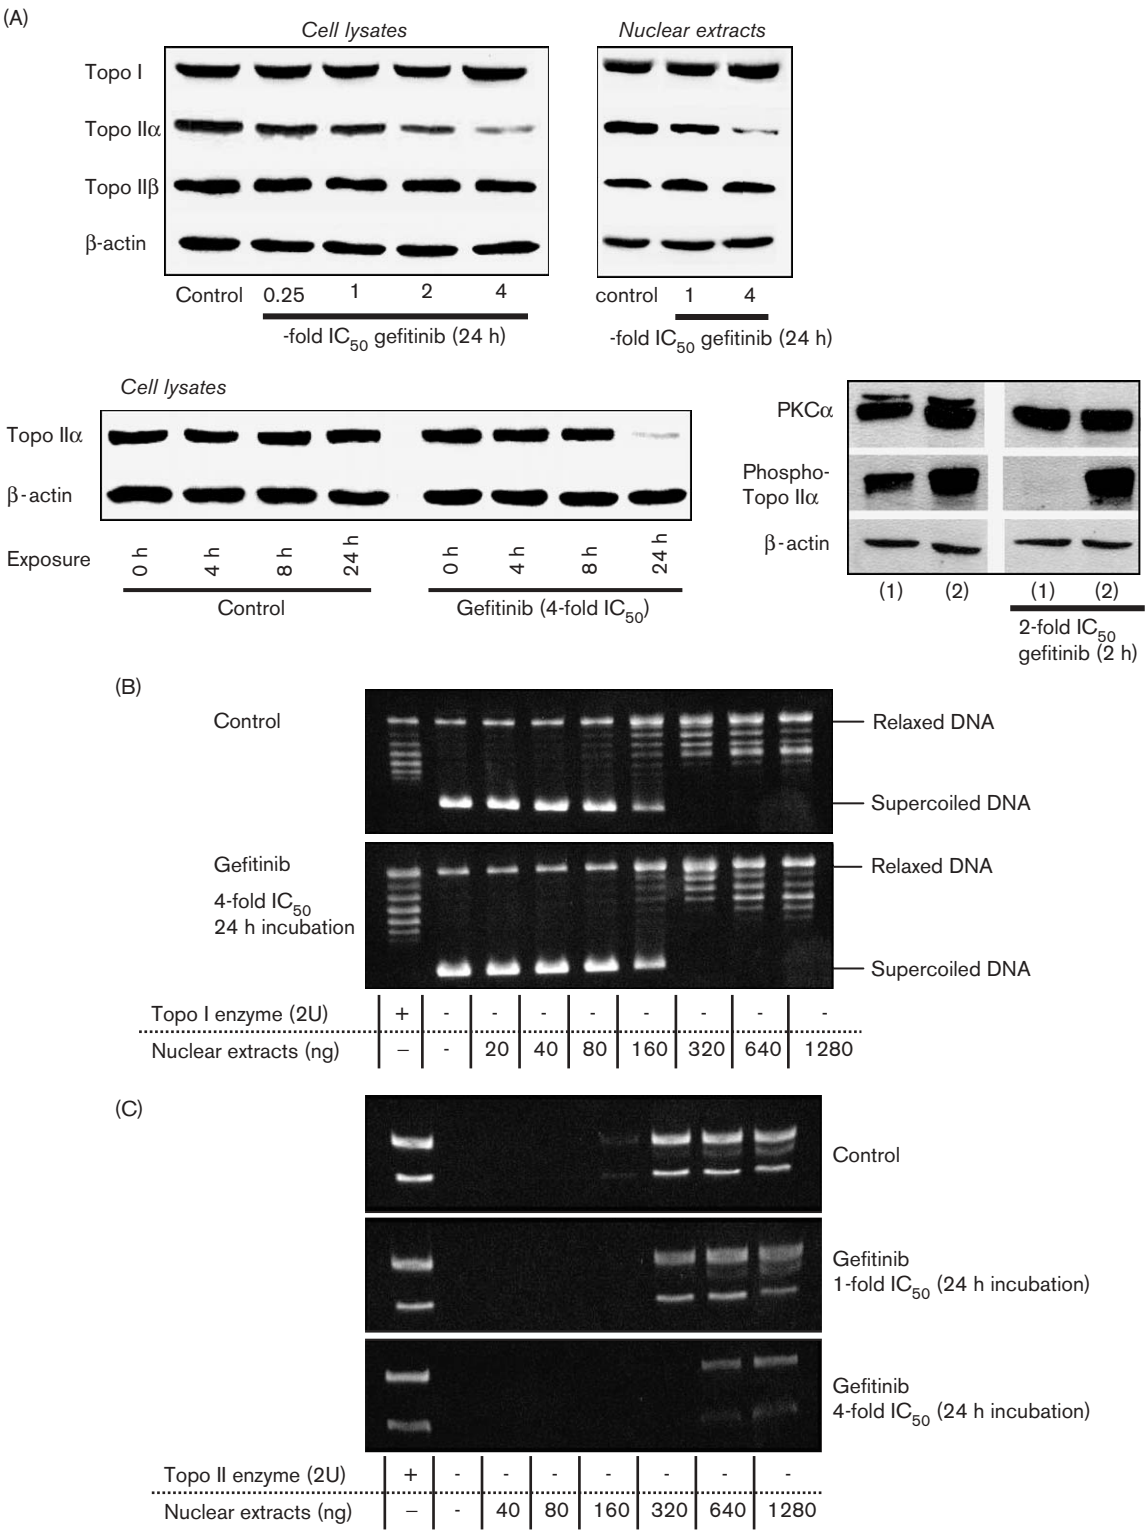 (A)
Cell lysates
Nuclear extracts
Topo I
Topo IIα
Topo IIβ
β-actin
Control 0.25 1 2 4
-fold IC50 gefitinib (24 h)
control 1 4
-fold IC50 gefitinib (24 h)
Cell lysates
Topo IIα
β-actin
Exposure 0 h 4 h 8 h 24 h 0 h 4 h 8 h 24 h
Control
Gefitinib (4-fold IC50)
PKCα
Phospho-
Topo IIα
β-actin
(1) (2) (1) (2)
2-fold IC50
gefitinib (2 h)
(B)
Control
Relaxed DNA
Supercoiled DNA
Gefitinib
4-fold IC50
24 h incubation
Relaxed DNA
Supercoiled DNA
Topo I enzyme (2U) + - - - - - - - -
Nuclear extracts (ng) – - 20 40 80 160 320 640 1280
(C)
Control
Gefitinib
1-fold IC50 (24 h incubation)
Gefitinib
4-fold IC50 (24 h incubation)
Topo II enzyme (2U) + - - - - - - -
Nuclear extracts (ng) – - 40 80 160 320 640 1280